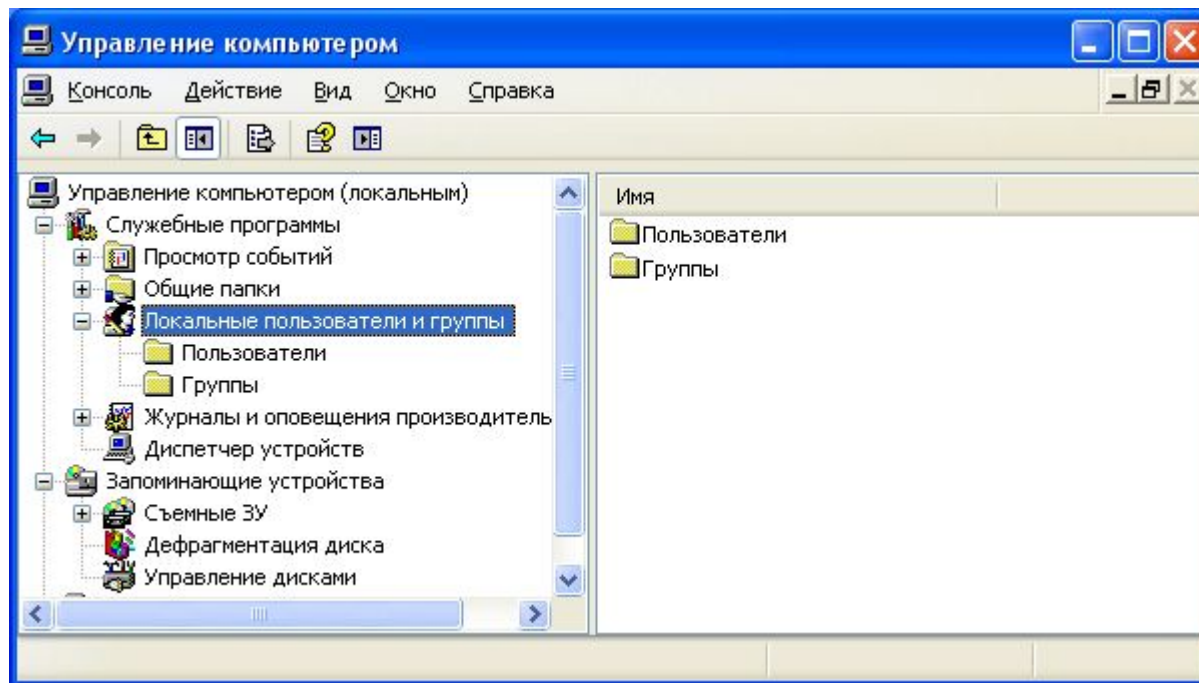 Управление компьютером
Консоль Действие Вид Окно Справка
Управление компьютером (локальным)
Служебные программы
Просмотр событий
Общие папки
Локальные пользователи и группы
Пользователи
Группы
Журналы и оповещения производитель
Диспетчер устройств
Запоминающие устройства
Съемные ЗУ
Дефрагментация диска
Управление дисками
Имя
Пользователи
Группы